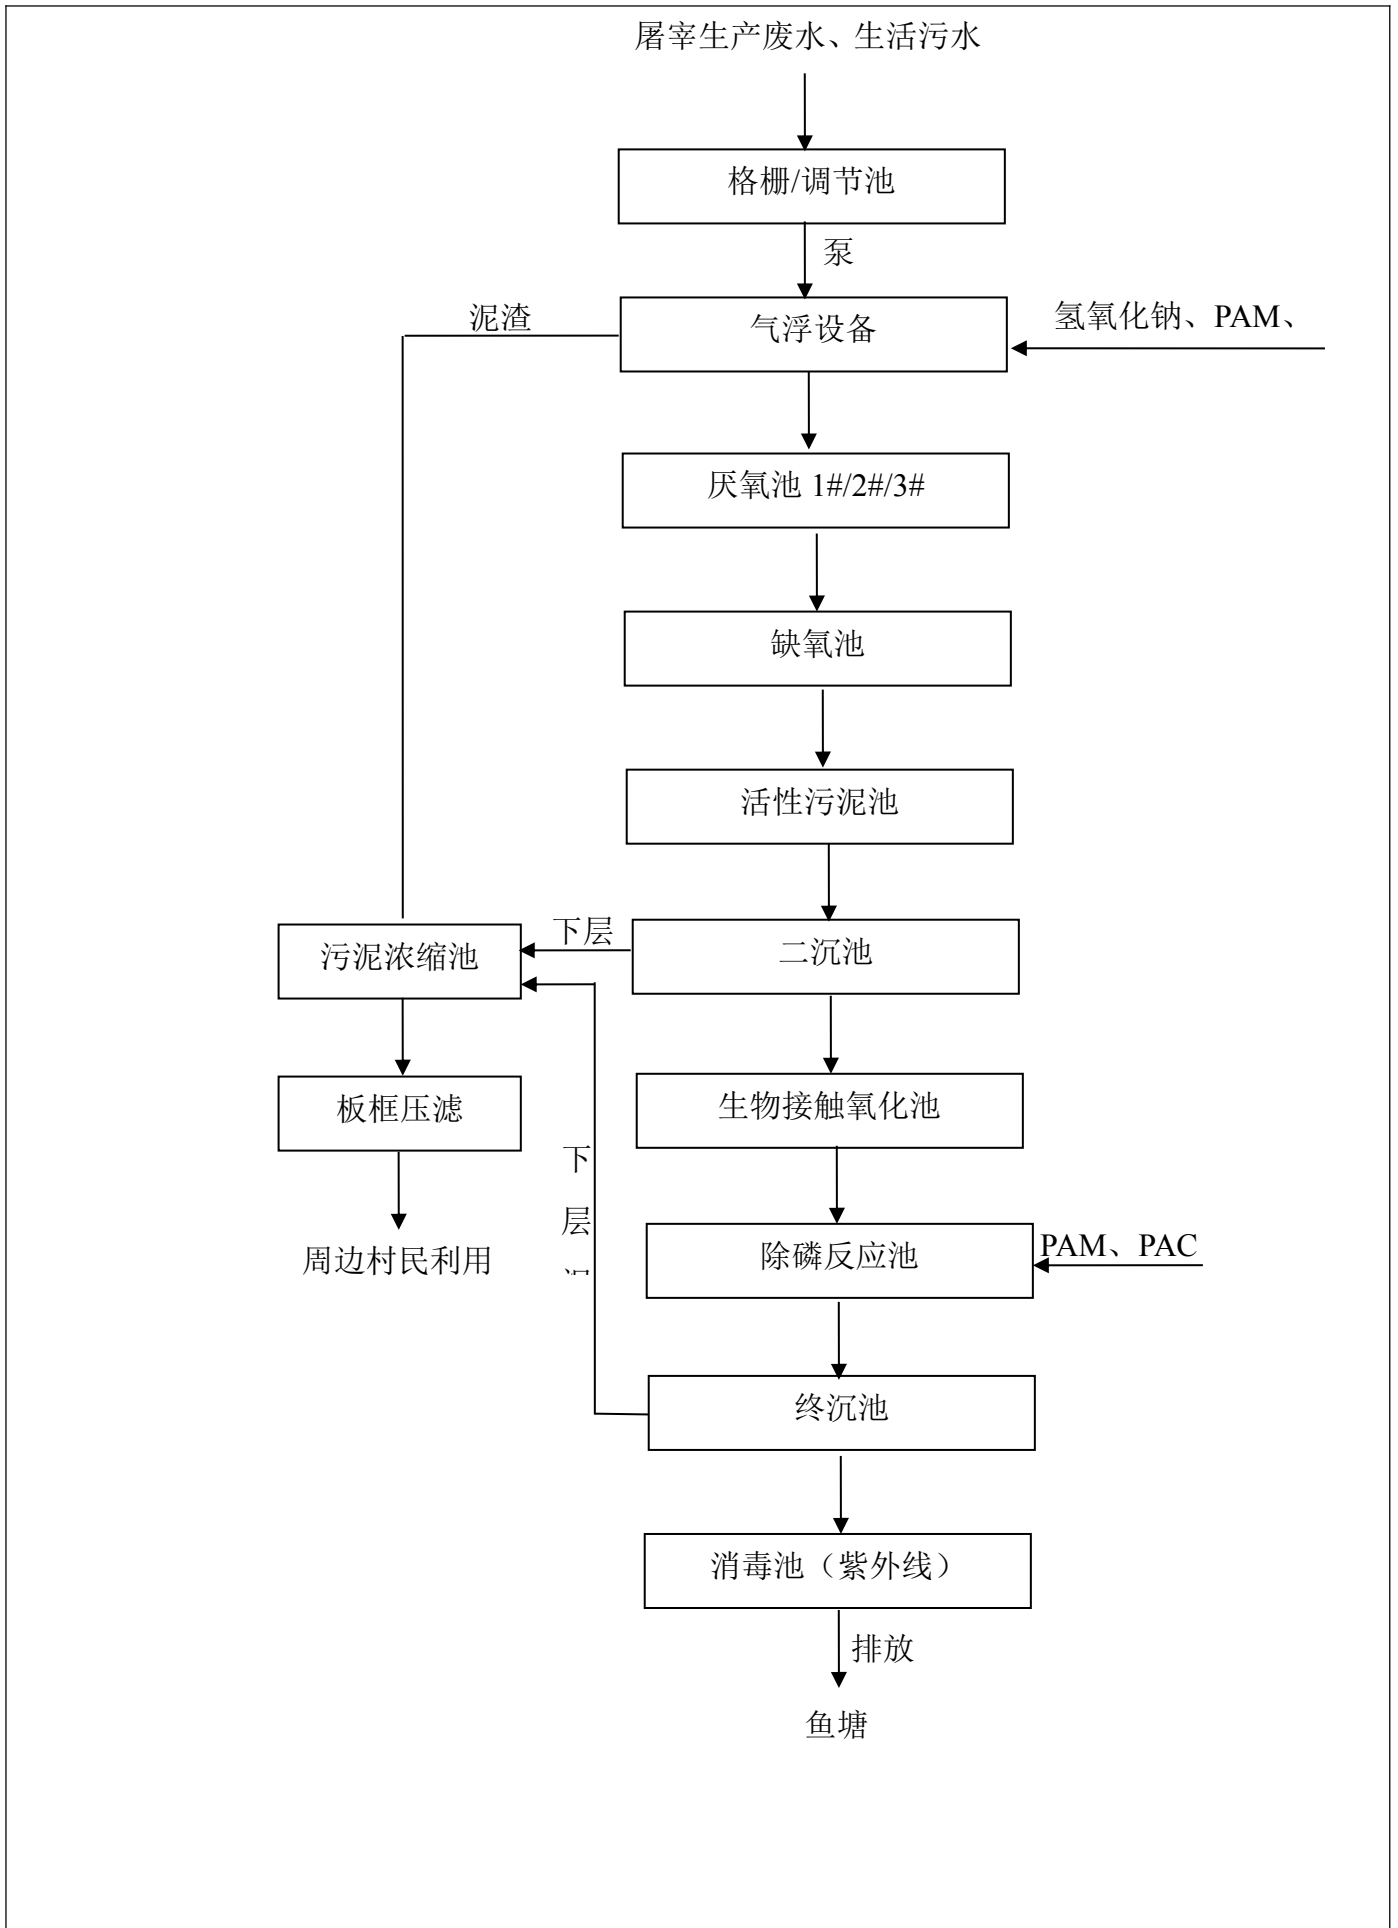 屠宰生产废水、生活污水
格栅/调节池
泵
泥渣
气浮设备
氢氧化钠、PAM、
厌氧池 1#/2#/3#
缺氧池
活性污泥池
下层
污泥浓缩池
二沉池
板框压滤
生物接触氧化池
下
层
周边村民利用
除磷反应池
PAM、PAC
终沉池
消毒池（紫外线）
排放
鱼塘